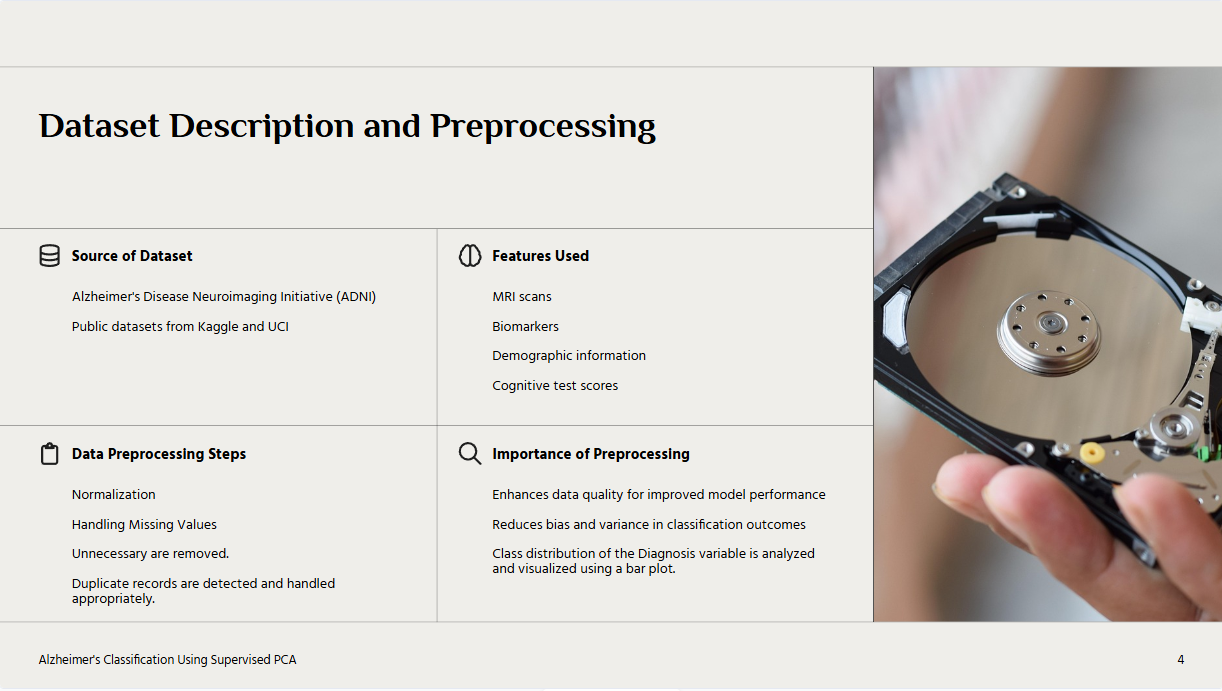 Dataset Description and Preprocessing
Source of Dataset
Alzheimer's Disease Neuroimaging Initiative (ADNI)
Public datasets from Kaggle and UCI
Features Used
MRI scans
Biomarkers
Demographic information
Cognitive test scores
Data Preprocessing Steps
Normalization
Handling Missing Values
Unnecessary are removed.
Duplicate records are detected and handled
appropriately.
Importance of Preprocessing
Enhances data quality for improved model performance
Reduces bias and variance in classification outcomes
Class distribution of the Diagnosis variable is analyzed
and visualized using a bar plot.
Alzheimer's Classification Using Supervised PCA
4